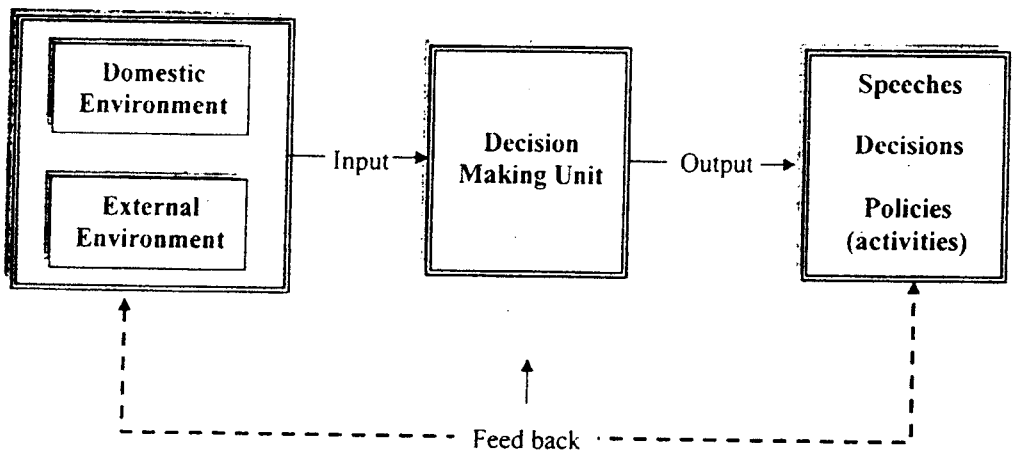 Domestic
Environment
External
Environment
Input
Decision
Making Unit
Output
Speeches
Decisions
Policies
(activities)
Feed back